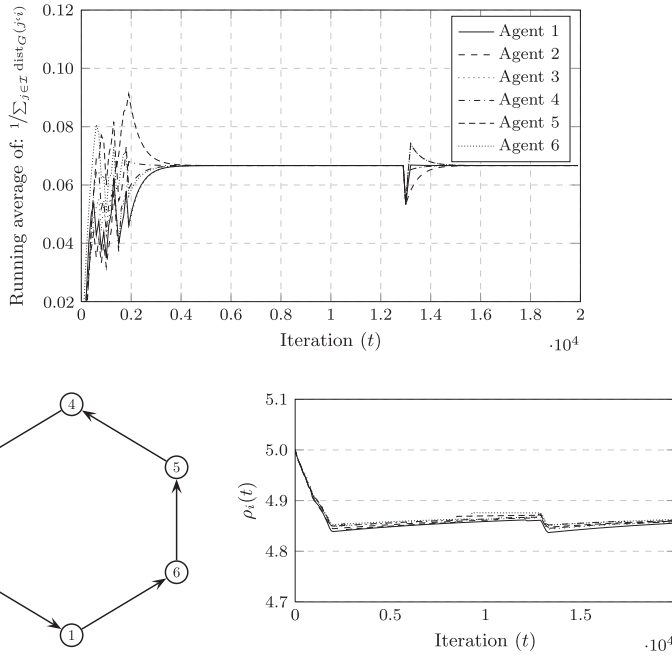 0.12
0.10
0.08
0.06
0.04
0.02
Running average of: 1/∑j∈I distG(j,i)
Agent 1
Agent 2
Agent 3
Agent 4
Agent 5
Agent 6
0 0.2 0.4 0.6 0.8 1 1.2 1.4 1.6 1.8 2
Iteration (t)
·10⁴
4
5
6
1
5.1
5.0
4.9
4.8
4.7
ρi(t)
0 0.5 1 1.5
Iteration (t)
·10⁴